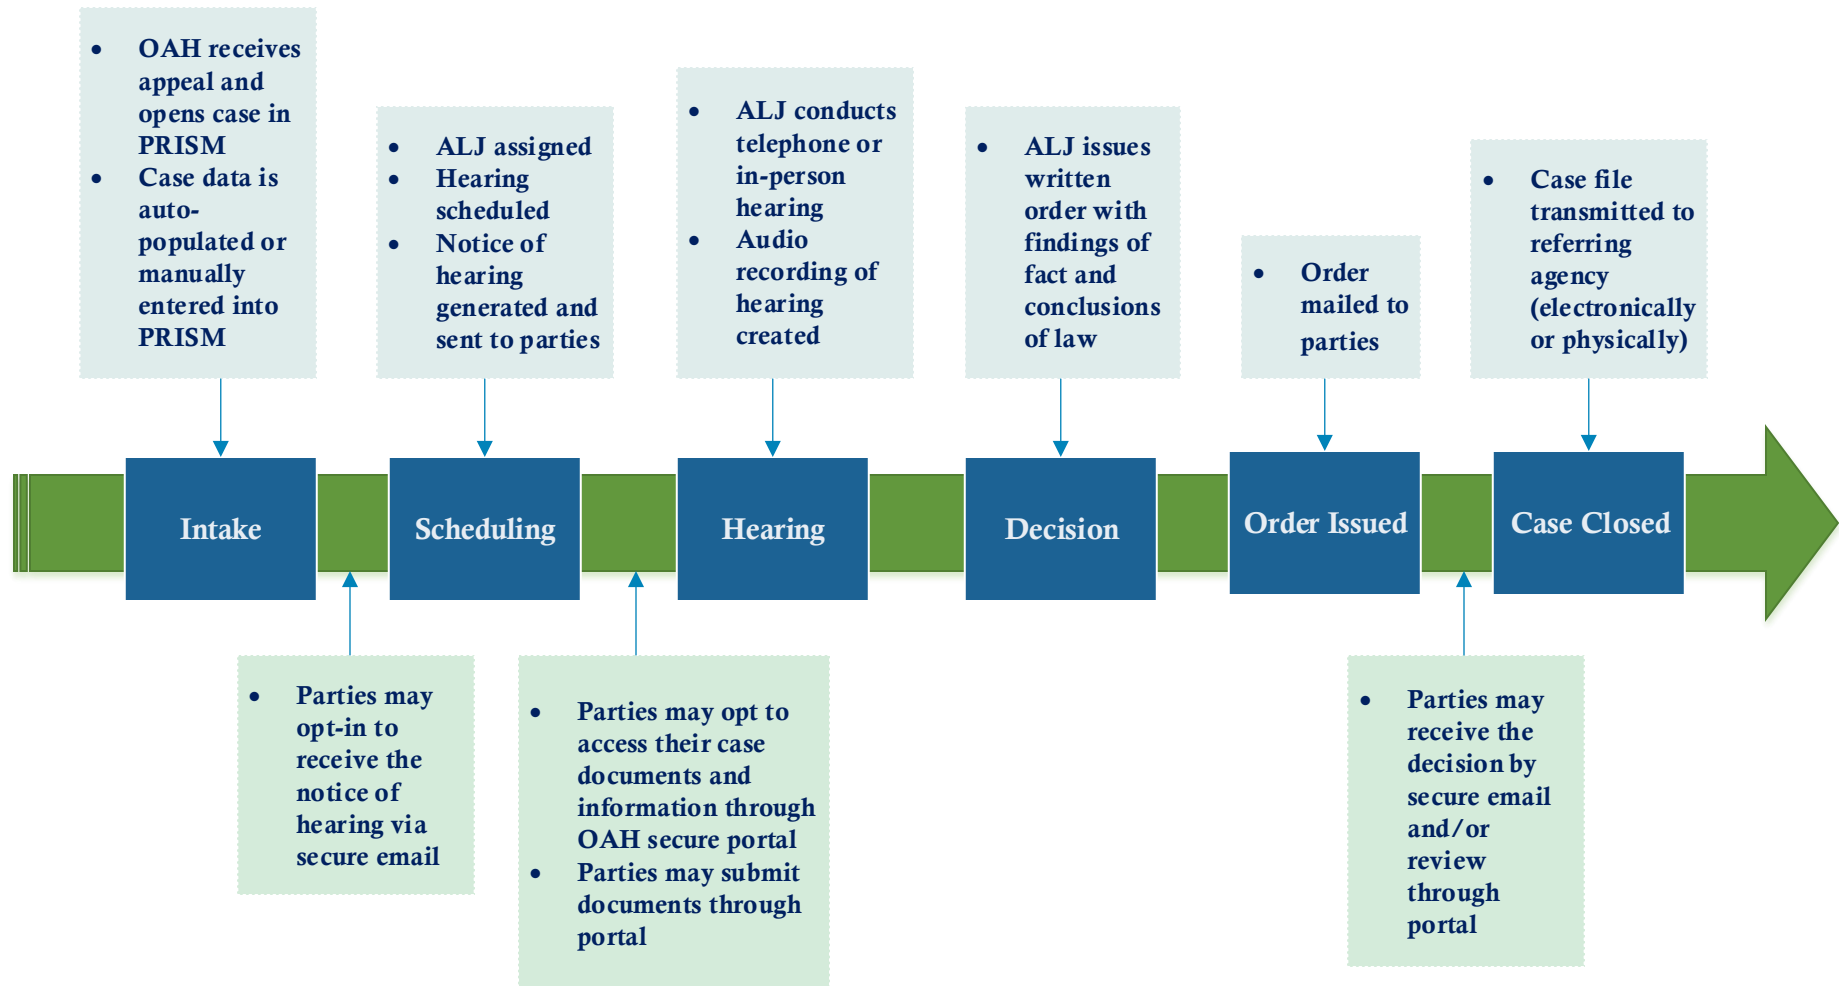 • OAH receives
appeal and
opens case in
PRISM
• Case data is
auto-
populated or
manually
entered into
PRISM
• ALJ assigned
• Hearing
scheduled
• Notice of
hearing
generated and
sent to parties
• ALJ conducts
telephone or
in-person
hearing
• Audio
recording of
hearing
created
• ALJ issues
written
order with
findings of
fact and
conclusions
of law
• Order
mailed to
parties
• Case file
transmitted to
referring
agency
(electronically
or physically)
Intake
Scheduling
Hearing
Decision
Order Issued
Case Closed
• Parties may
opt-in to
receive the
notice of
hearing via
secure email
• Parties may opt to
access their case
documents and
information through
OAH secure portal
• Parties may submit
documents through
portal
• Parties may
receive the
decision by
secure email
and/or
review
through
portal